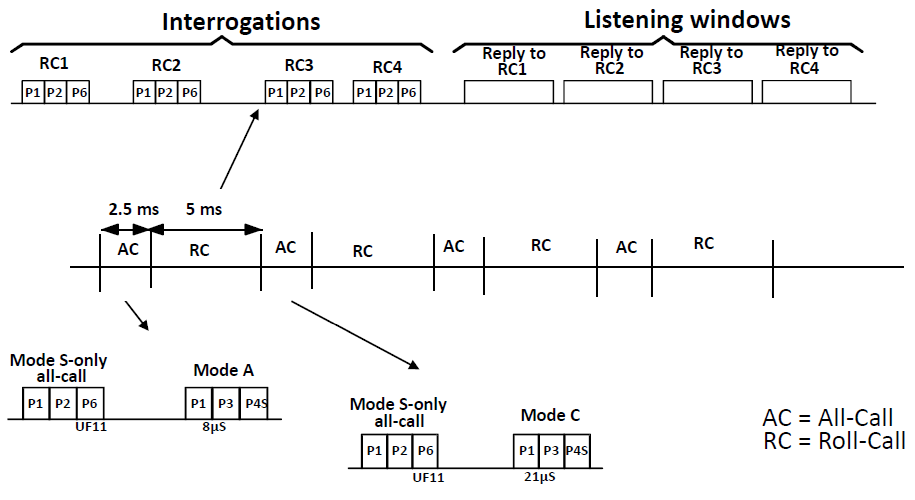 Interrogations
Listening windows
RC1
RC2
RC3
RC4
Reply to
RC1
Reply to
RC2
Reply to
RC3
Reply to
RC4
P1 P2 P6
P1 P2 P6
P1 P2 P6
P1 P2 P6
2.5 ms
5 ms
AC
RC
AC
RC
AC
RC
AC
RC
Mode S-only
all-call
P1 P2 P6
UF11
Mode A
P1 P3 P4S
8µS
Mode S-only
all-call
P1 P2 P6
UF11
Mode C
P1 P3 P4S
21µS
AC = All-Call
RC = Roll-Call